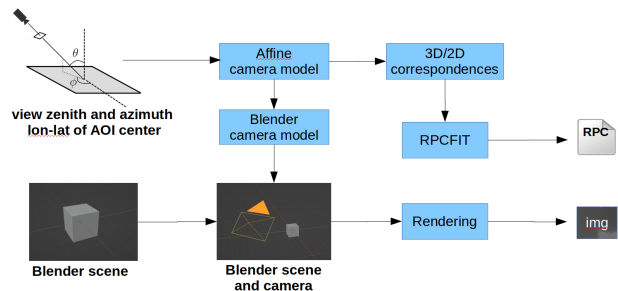 θ
ϕ
view zenith and azimuth
lon-lat of AOI center
Affine
camera model
3D/2D
correspondences
Blender
camera model
RPCFIT
RPC
Blender scene
Blender scene
and camera
Rendering
img